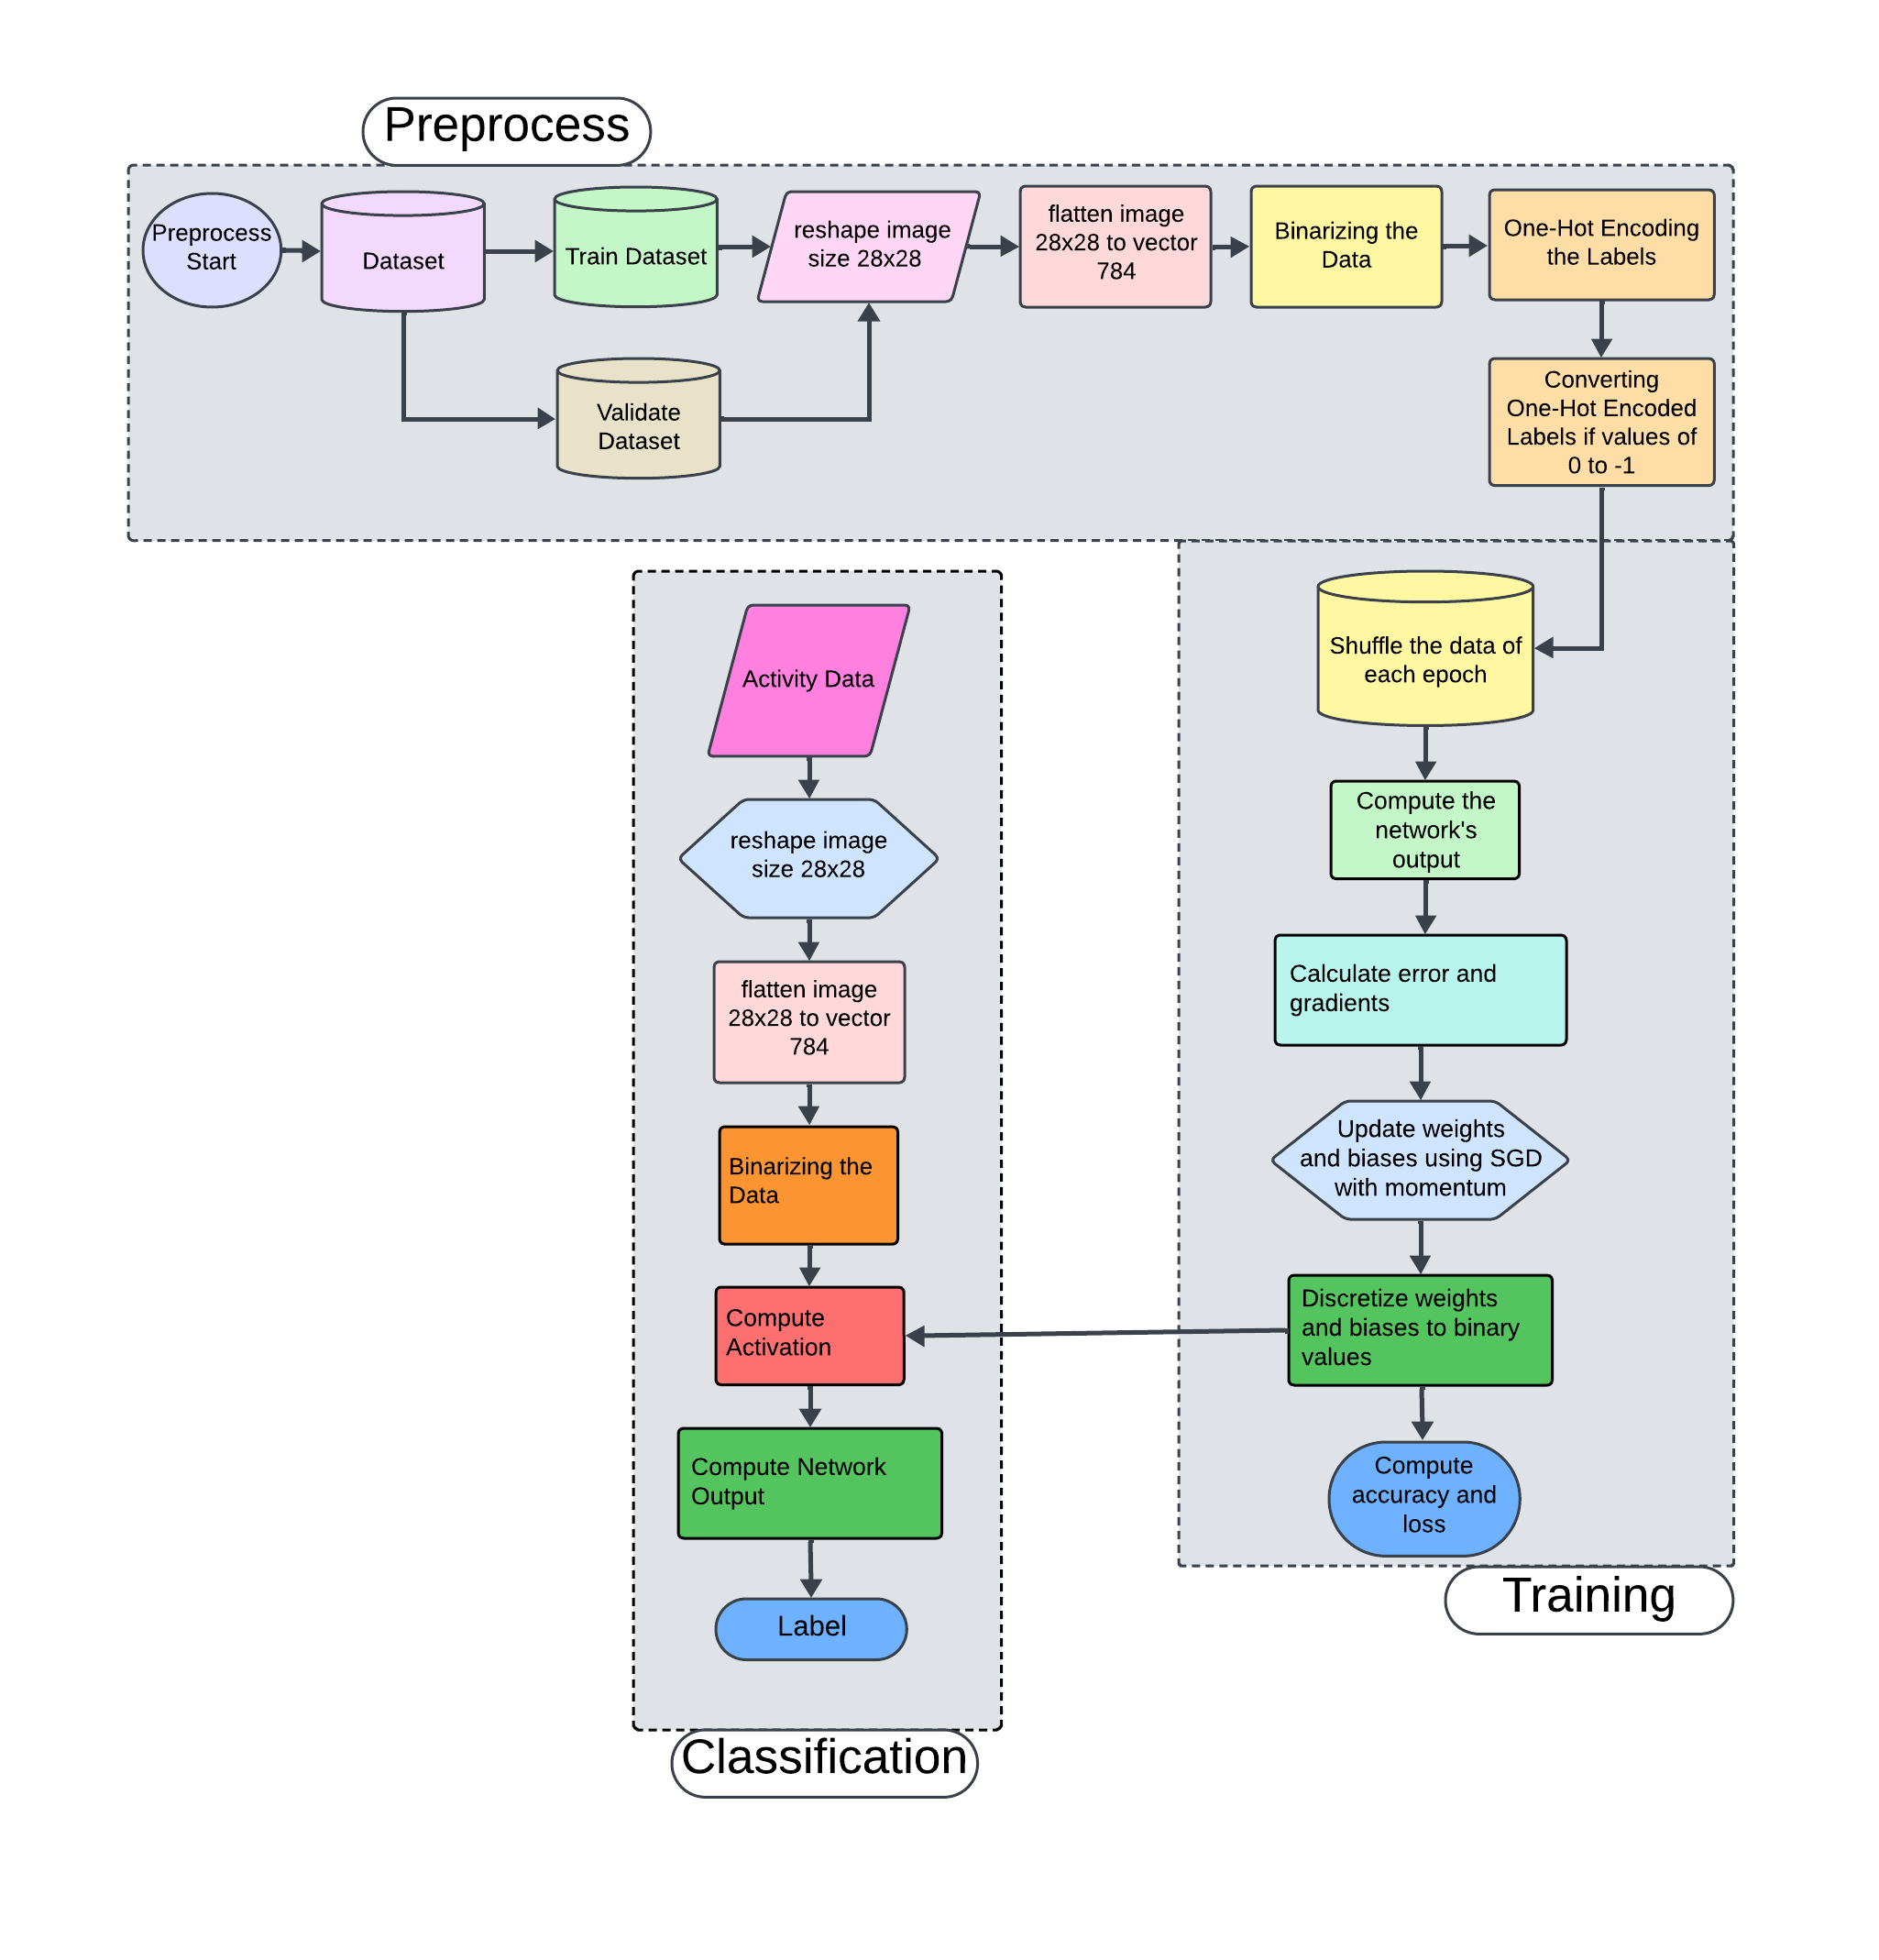 Preprocess
Preprocess
Start
Dataset
Train Dataset
reshape image
size 28x28
flatten image
28x28 to vector
784
Binarizing the
Data
One-Hot Encoding
the Labels
Validate
Dataset
Converting
One-Hot Encoded
Labels if values of
0 to -1
Shuffle the data of
each epoch
Compute the
network's
output
Calculate error and
gradients
Update weights
and biases using SGD
with momentum
Discretize weights
and biases to binary
values
Compute
accuracy and
loss
Training
Activity Data
reshape image
size 28x28
flatten image
28x28 to vector
784
Binarizing the
Data
Compute
Activation
Compute Network
Output
Label
Classification